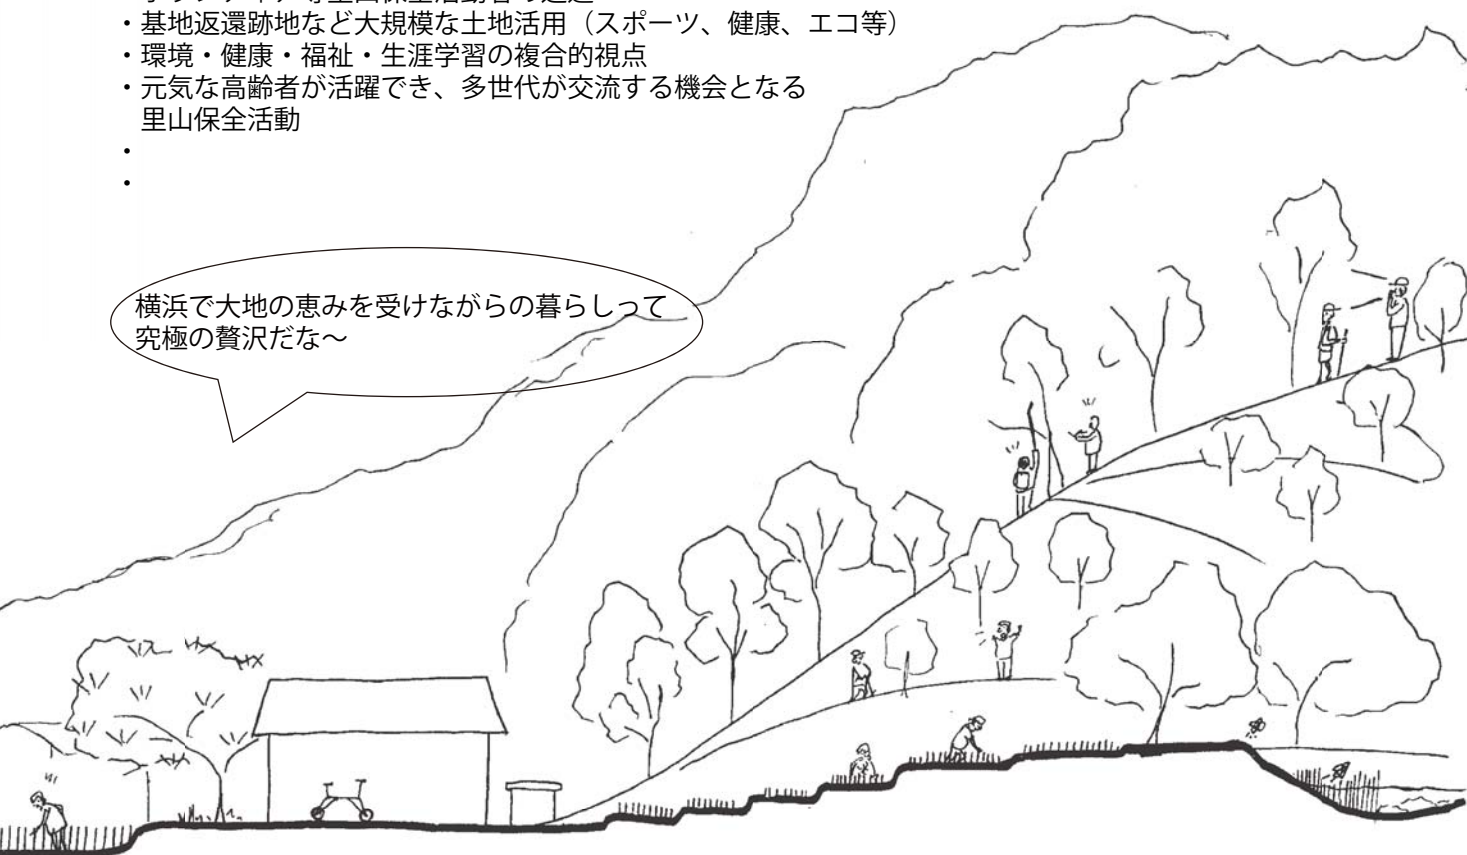 ・基地返還跡地など大規模な土地活用（スポーツ、健康、エコ等）
・環境・健康・福祉・生涯学習の複合的視点
・元気な高齢者が活躍でき、多世代が交流する機会となる
里山保全活動
・
・
横浜で大地の恵みを受けながらの暮らしって
究極の贅沢だな～